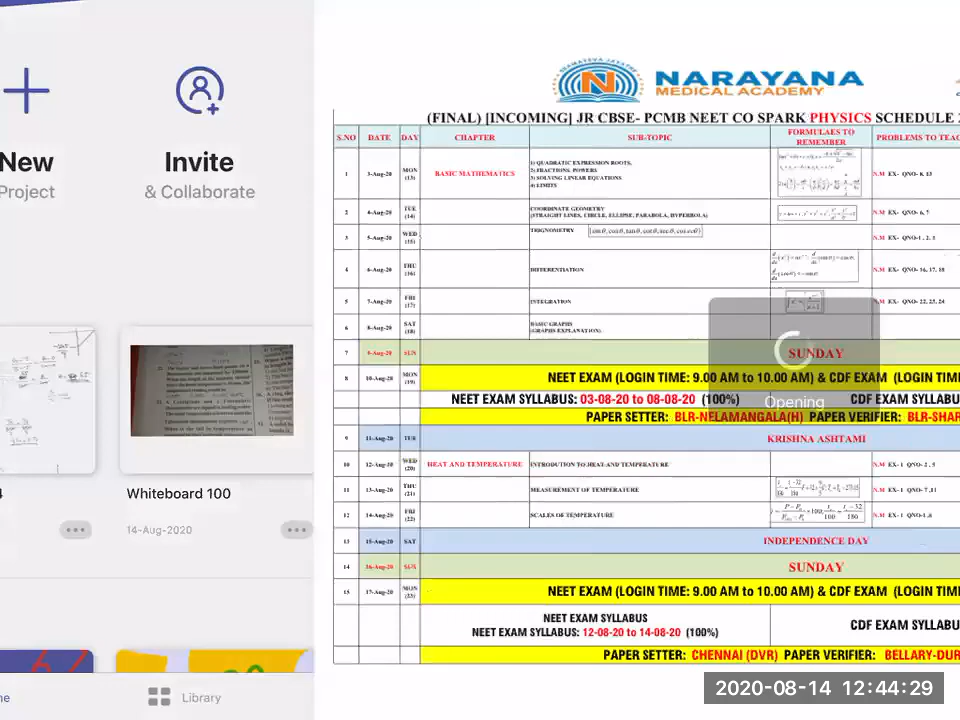 New
Project
Invite
& Collaborate
Whiteboard 100
14-Aug-2020
Library
NARAYANA
MEDICAL ACADEMY
(FINAL) [INCOMING] JR CBSE- PCMB NEET CO SPARK PHYSICS SCHEDULE
S.NO DATE DAY CHAPTER SUB-TOPIC FORMULAES TO REMEMBER PROBLEMS TO TEAC
1 3-Aug-20 MON (13) BASIC MATHEMATICS 1) QUADRATIC EXPRESSION ROOTS,
2) FRACTIONS, POWERS
3) SOLVING LINEAR EQUATIONS
4) LIMITS
N.M EX- QNO- 8, 13
2 4-Aug-20 TUE (14) COORDINATE GEOMETRY
(STRAIGHT LINES, CIRCLE, ELLIPSE, PARABOLA, HYPERBOLA)
N.M EX- QNO- 6, 7
3 5-Aug-20 WED (15) TRIGNOMETRY [sin θ, cos θ, tan θ, cot θ, sec θ, cos ec θ]
N.M EX- QNO-1, 2, 3
4 6-Aug-20 THU (16) DIFFERENTIATION
N.M EX- QNO- 16, 17, 18
5 7-Aug-20 FRI (17) INTEGRATION
N.M EX- QNO- 22, 23, 24
6 8-Aug-20 SAT (18) BASIC GRAPHS
(GRAPHS EXPLANATION).
7 9-Aug-20 SUN SUNDAY
8 10-Aug-20 MON (19) NEET EXAM (LOGIN TIME: 9.00 AM to 10.00 AM) & CDF EXAM (LOGIN TIME
Opening
NEET EXAM SYLLABUS: 03-08-20 to 08-08-20 (100%) CDF EXAM SYLLABU
PAPER SETTER: BLR-NELAMANGALA(H) PAPER VERIFIER: BLR-SHAR
9 11-Aug-20 TUE KRISHNA ASHTAMI
10 12-Aug-20 WED (20) HEAT AND TEMPERATURE INTRODUTION TO HEAT AND TEMPERATURE N.M EX- 1 QNO- 2, 5
11 13-Aug-20 THU (21) MEASUREMENT OF TEMPERATURE N.M EX- 1 QNO- 7 ,11
12 14-Aug-20 FRI (22) SCALES OF TEMPERATURE N.M EX- 1 QNO-1 ,8
13 15-Aug-20 SAT INDEPENDENCE DAY
14 16-Aug-20 SUN SUNDAY
15 17-Aug-20 MON (23) NEET EXAM (LOGIN TIME: 9.00 AM to 10.00 AM) & CDF EXAM (LOGIN TIME
NEET EXAM SYLLABUS
NEET EXAM SYLLABUS: 12-08-20 to 14-08-20 (100%) CDF EXAM SYLLABU
PAPER SETTER: CHENNAI (DVR) PAPER VERIFIER: BELLARY-DUR
2020-08-14 12:44:29